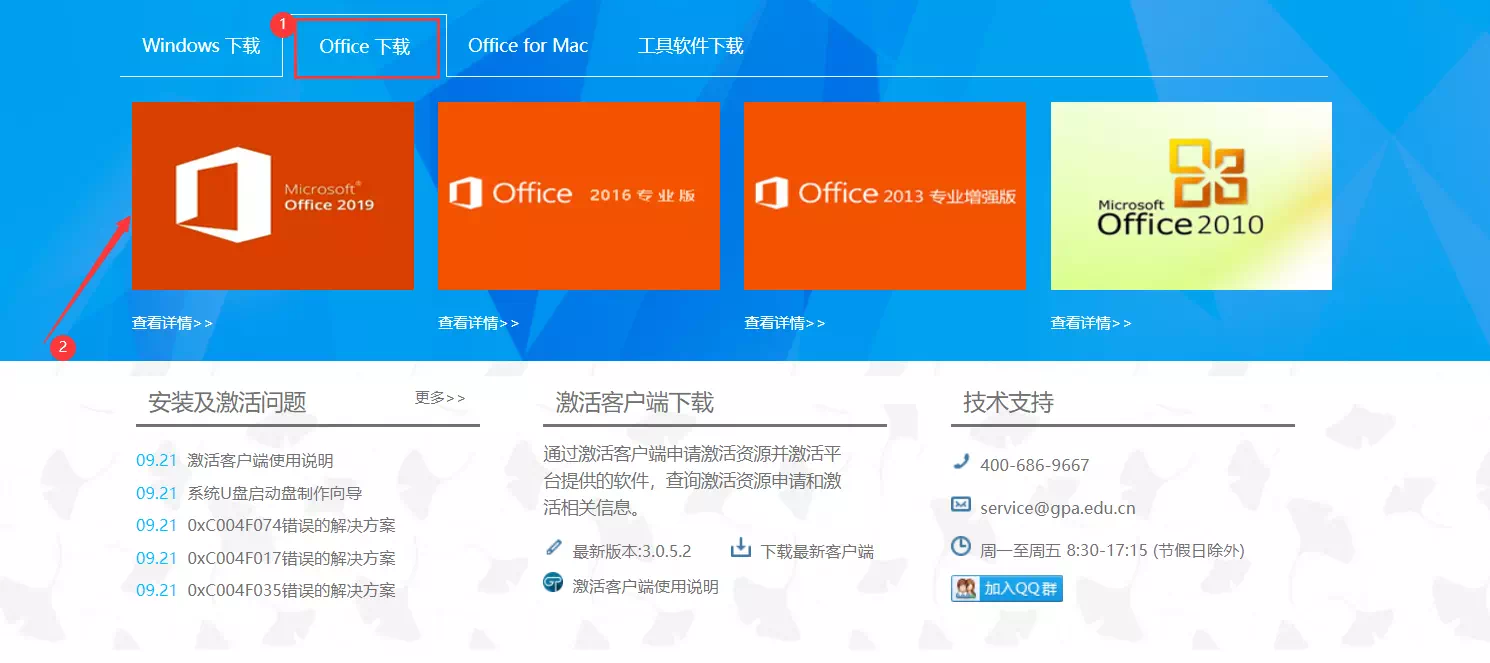 1
Windows 下载
Office 下载
Office for Mac
工具软件下载
Microsoft®
Office 2019
Office 2016 专业版
Office 2013 专业增强版
Microsoft
Office 2010
查看详情>>
查看详情>>
查看详情>>
查看详情>>
2
安装及激活问题
更多>>
09.21 激活客户端使用说明
09.21 系统U盘启动盘制作向导
09.21 0xC004F074错误的解决方案
09.21 0xC004F017错误的解决方案
09.21 0xC004F035错误的解决方案
激活客户端下载
通过激活客户端申请激活资源并激活平
台提供的软件，查询激活资源申请和激
活相关信息。
最新版本:3.0.5.2
下载最新客户端
GP
激活客户端使用说明
技术支持
400-686-9667
service@gpa.edu.cn
周一至周五 8:30-17:15 (节假日除外)
加入QQ群